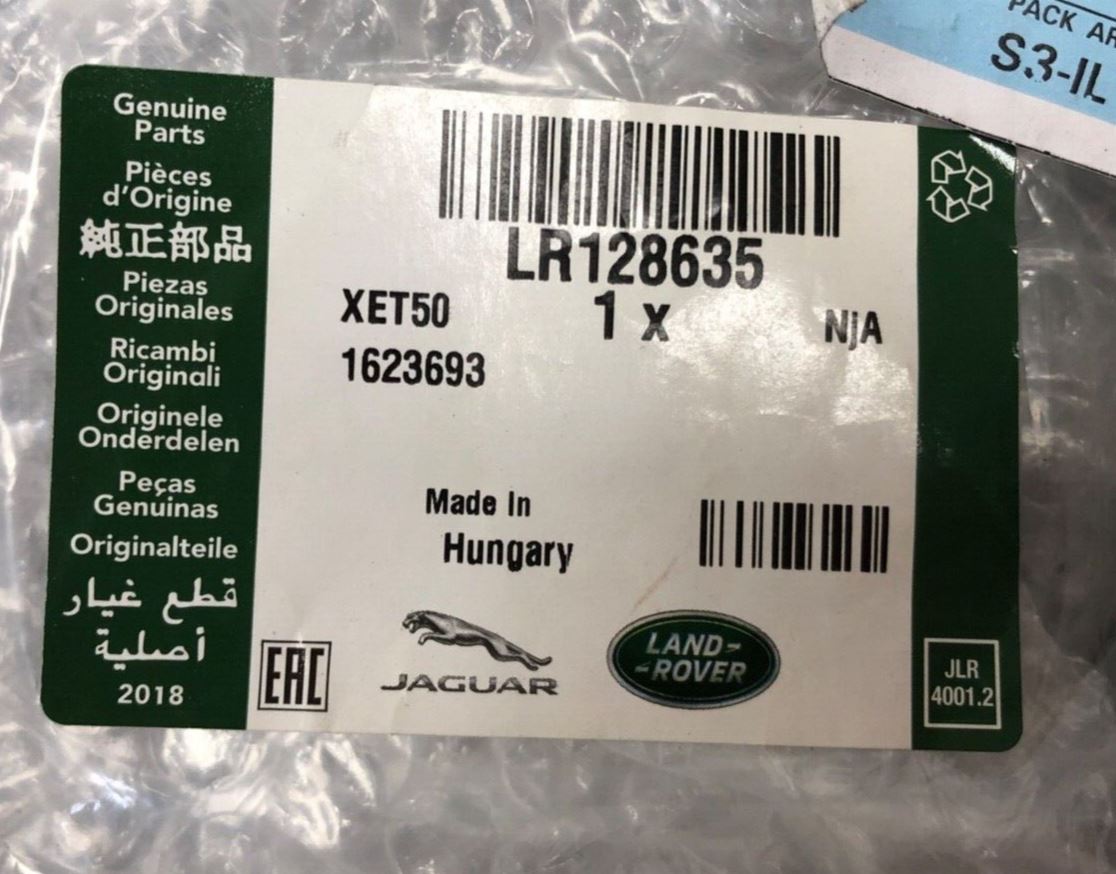 PACK AR
S3-IL
Genuine
Parts
Pièces
d'Origine
純正部品
Piezas
Originales
Ricambi
Originali
Originele
Onderdelen
Peças
Genuinas
Originalteile
قطع غيار
أصلية
2018
LR128635
XET50 1 x N/A
1623693
Made In
Hungary
EAC
JAGUAR
LAND-
-ROVER
JLR
4001.2